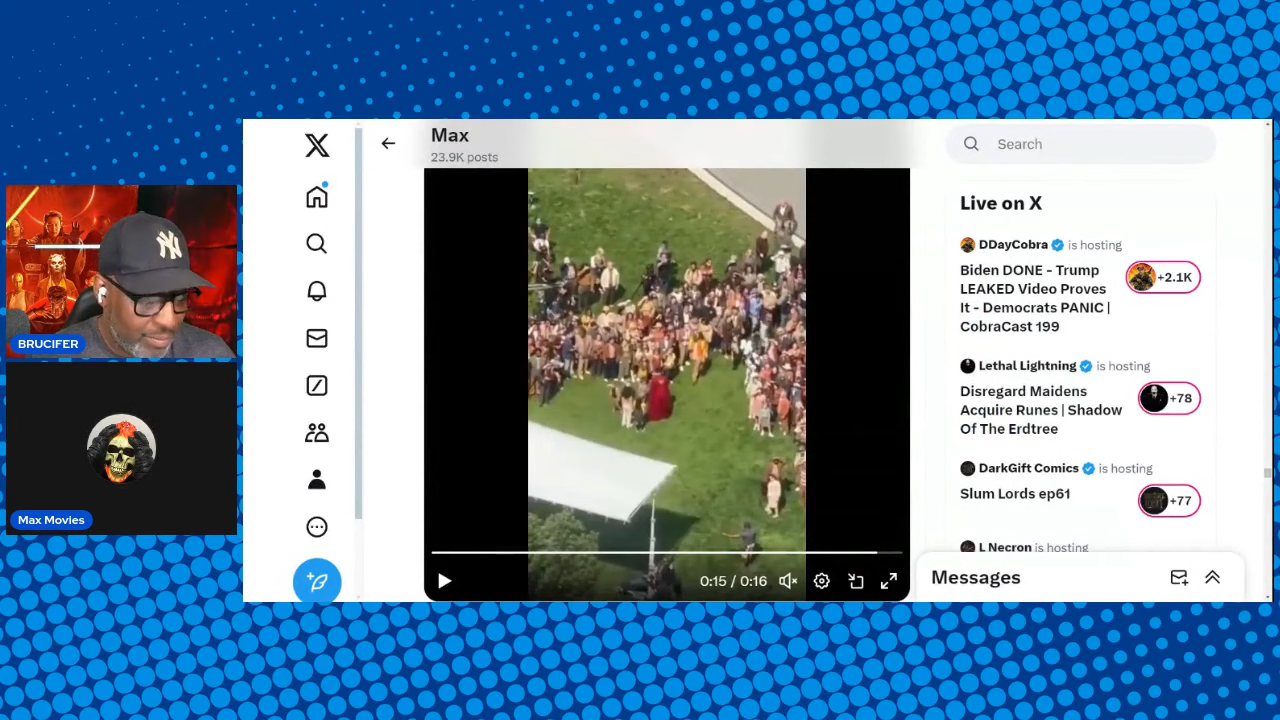 Max
23.9K posts
Search
Live on X
DDayCobra is hosting
Biden DONE - Trump
LEAKED Video Proves
It - Democrats PANIC |
CobraCast 199
+2.1K
Lethal Lightning is hosting
Disregard Maidens
Acquire Runes | Shadow
Of The Erdtree
+78
DarkGift Comics is hosting
Slum Lords ep61
+77
L Necron is hosting
Messages
0:15 / 0:16
NY
BRUCIFER
Max Movies